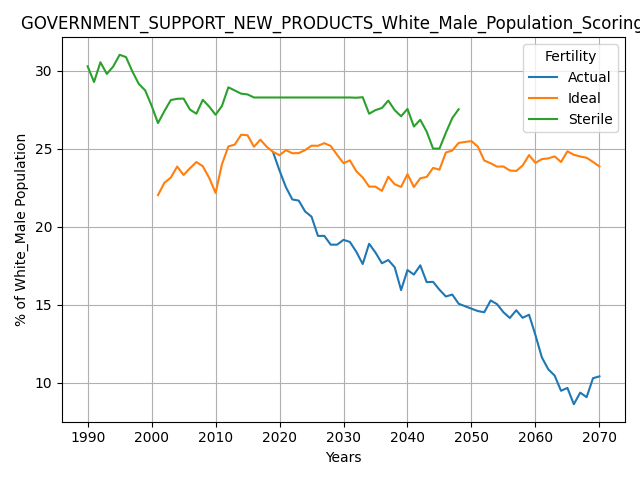 GOVERNMENT_SUPPORT_NEW_PRODUCTS_White_Male_Population_Scoring
Fertility
Actual
Ideal
Sterile
% of White_Male Population
30
25
20
15
10
1990 2000 2010 2020 2030 2040 2050 2060 2070
Years